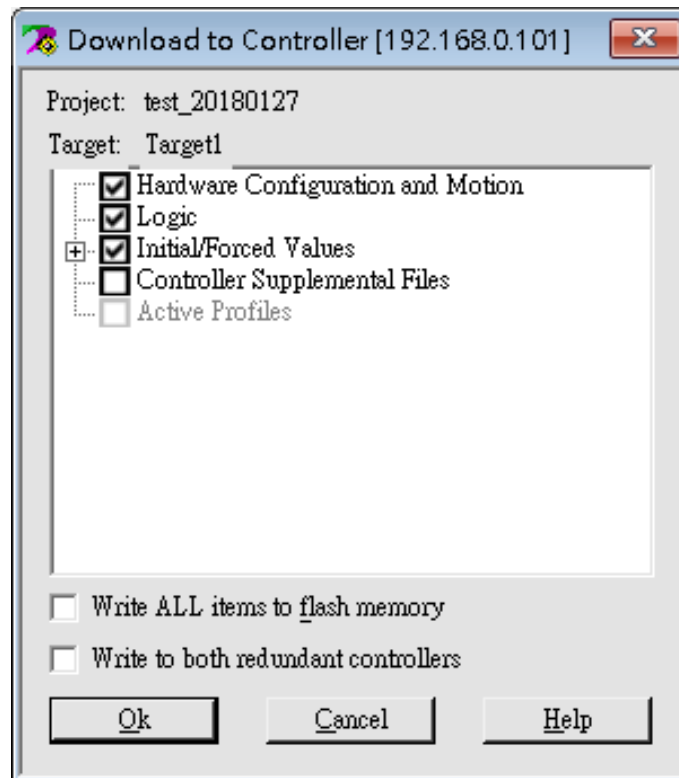 Download to Controller [192.168.0.101]
Project: test_20180127
Target: Target1
Hardware Configuration and Motion
Logic
Initial/Forced Values
Controller Supplemental Files
Active Profiles
Write ALL items to flash memory
Write to both redundant controllers
Ok Cancel Help